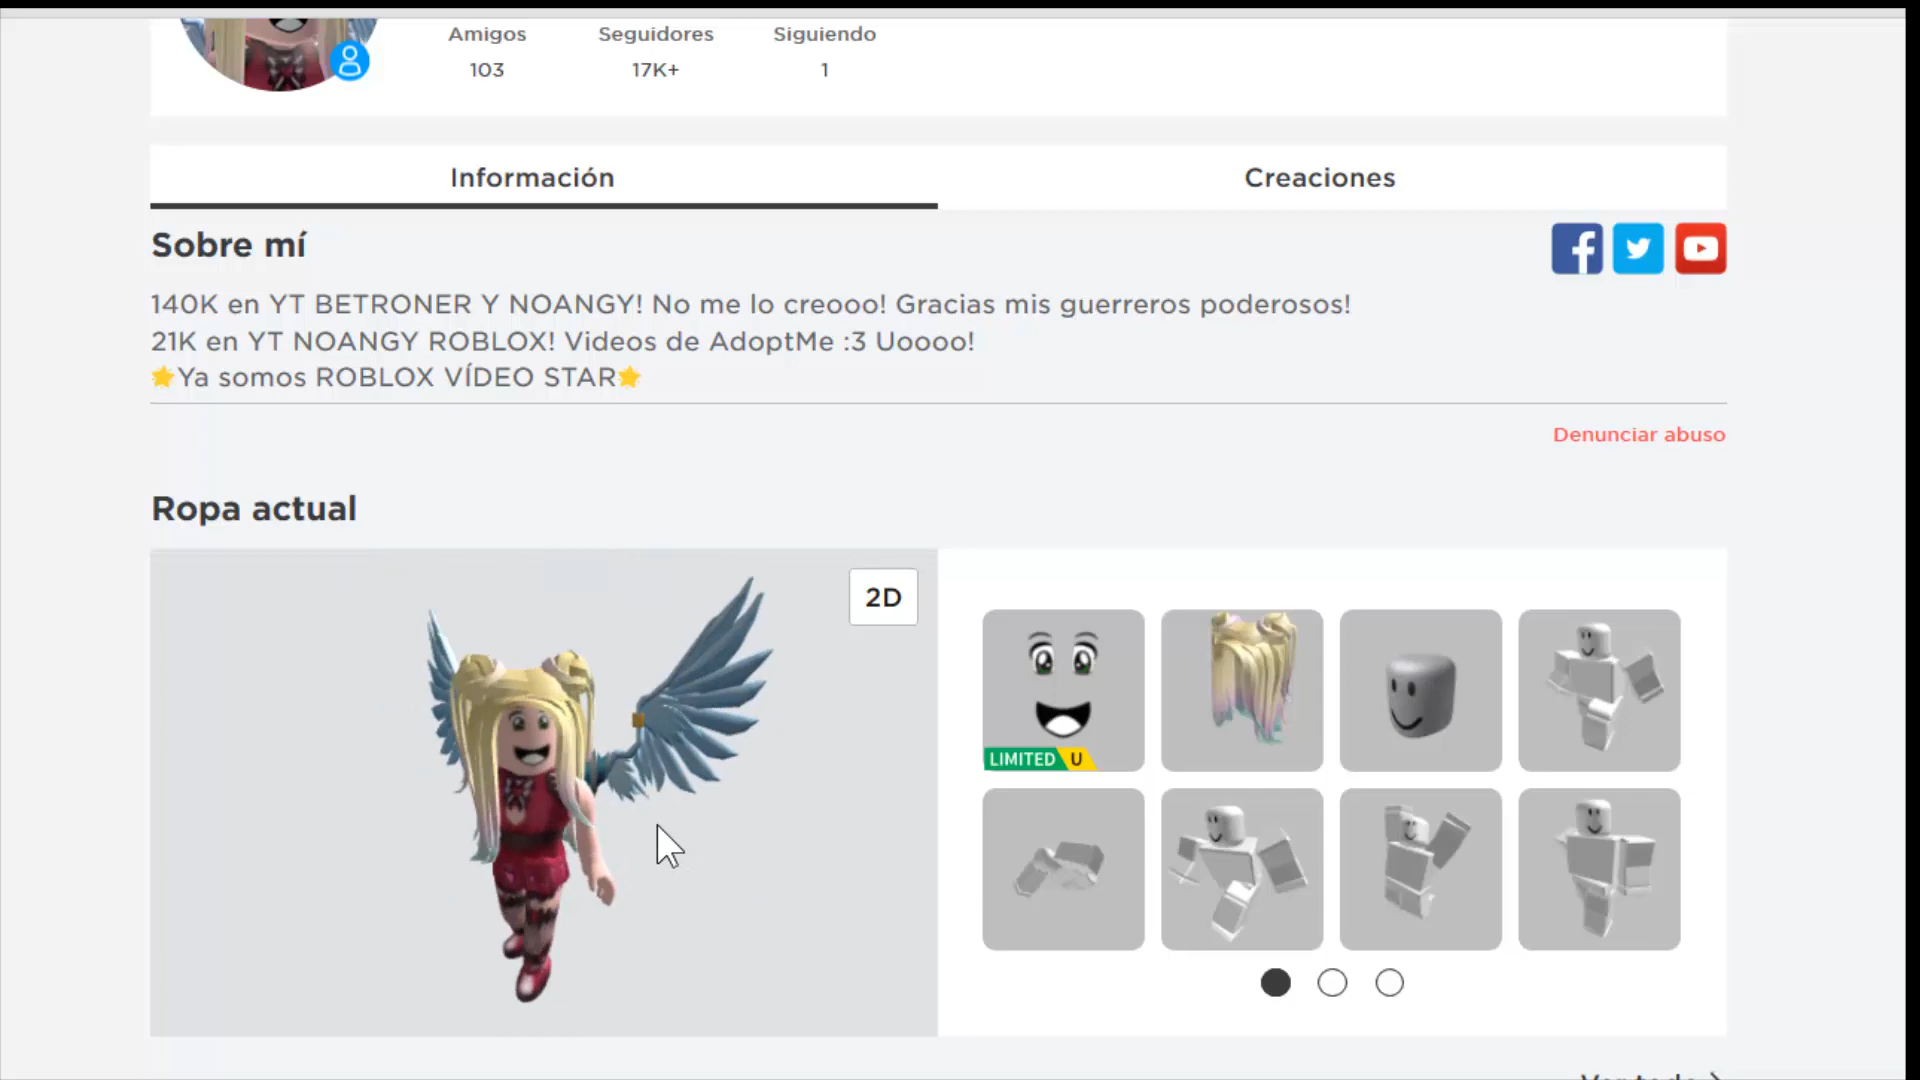 Amigos Seguidores Siguiendo
103 17K+ 1
Información Creaciones
Sobre mí
140K en YT BETRONER Y NOANGY! No me lo creooo! Gracias mis guerreros poderosos!
21K en YT NOANGY ROBLOX! Videos de AdoptMe :3 Uoooo!
🌟Ya somos ROBLOX VÍDEO STAR🌟
Denunciar abuso
Ropa actual
2D
LIMITED U
Ver todo